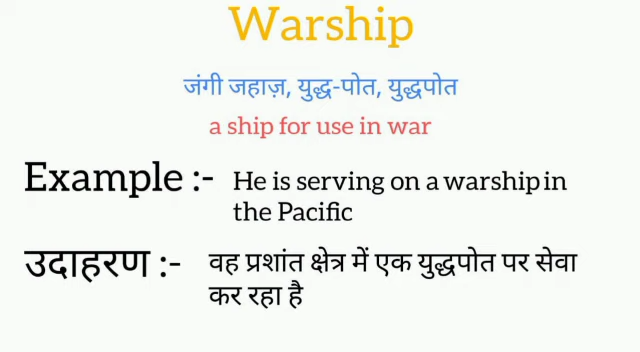 Warship
जंगी जहाज़, युद्ध-पोत, युद्धपोत
a ship for use in war
Example :- He is serving on a warship in
the Pacific
उदाहरण :- वह प्रशांत क्षेत्र में एक युद्धपोत पर सेवा
कर रहा है